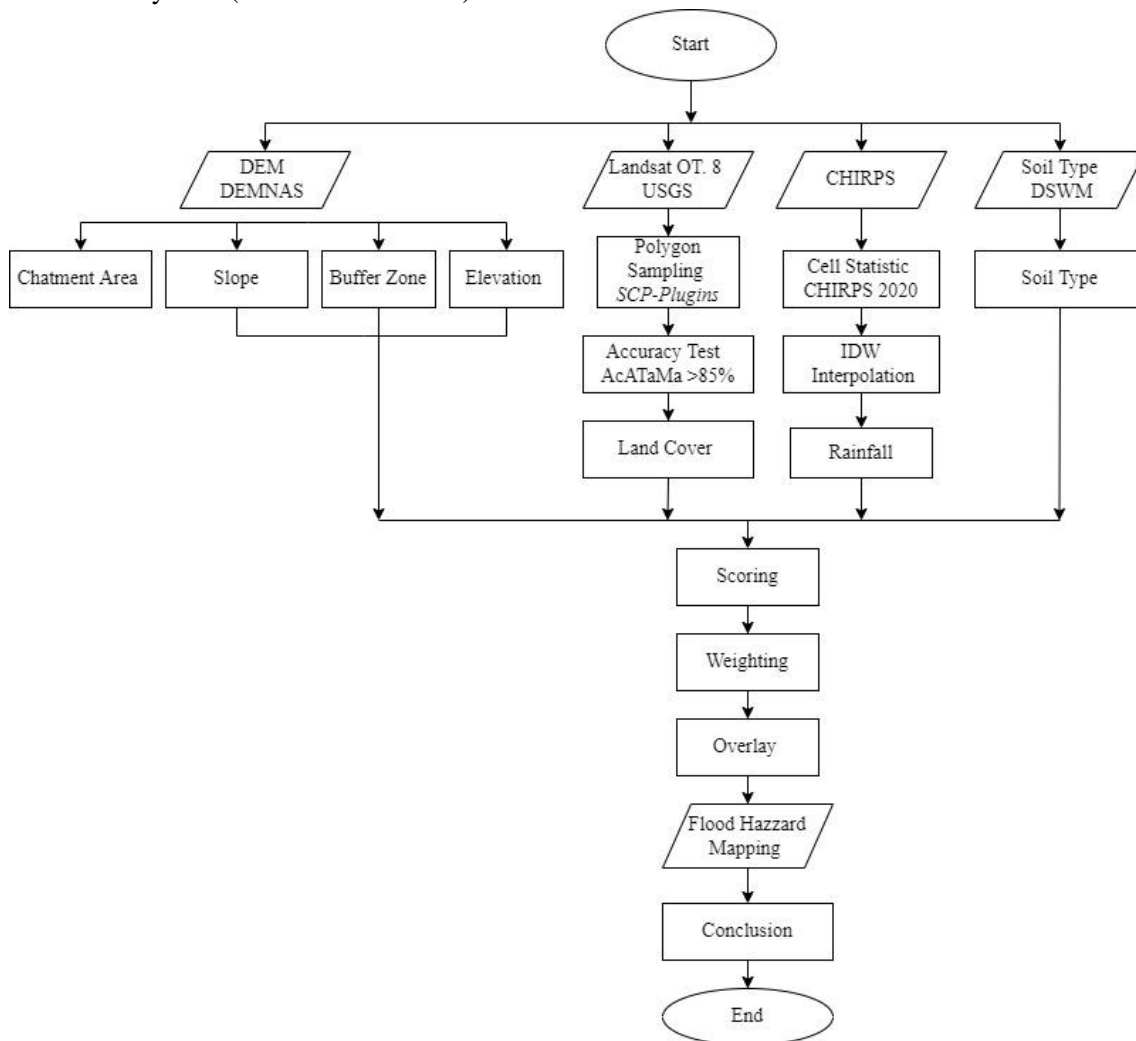 Start
DEM
DEMNAS
Landsat OT. 8
USGS
CHIRPS
Soil Type
DSWM
Chatment Area
Slope
Buffer Zone
Elevation
Polygon
Sampling
SCP-Plugins
Cell Statistic
CHIRPS 2020
Soil Type
Accuracy Test
AcATaMa >85%
IDW
Interpolation
Land Cover
Rainfall
Scoring
Weighting
Overlay
Flood Hazzard
Mapping
Conclusion
End